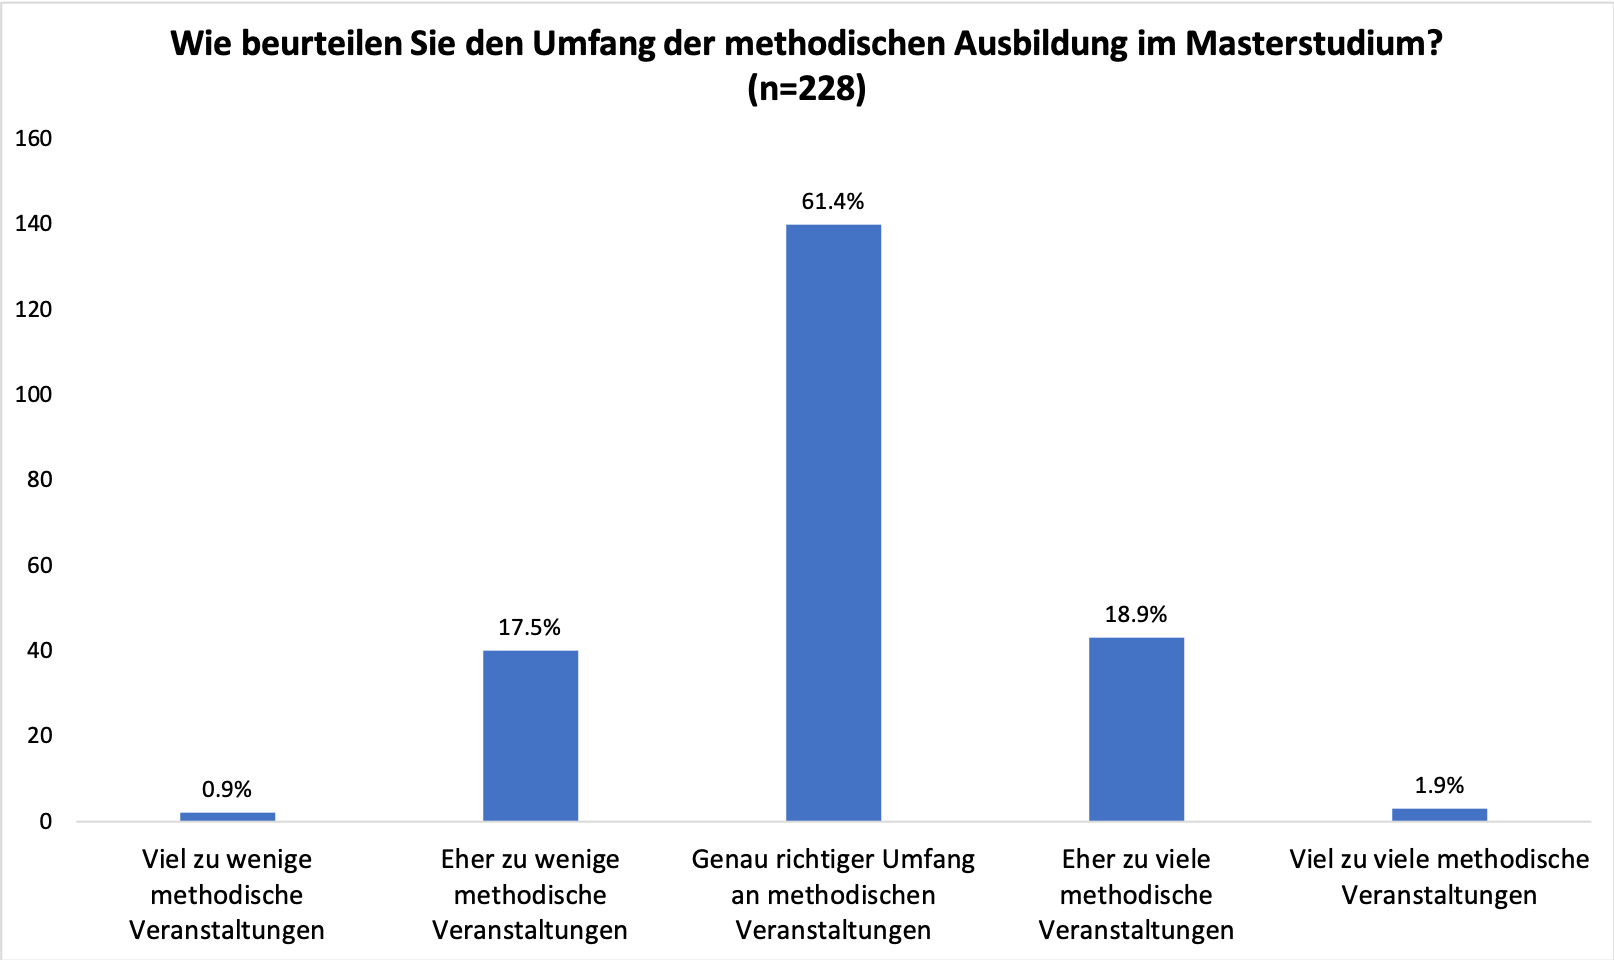 Wie beurteilen Sie den Umfang der methodischen Ausbildung im Masterstudium?
(n=228)
160
140
120
100
80
60
40
20
0
0.9%
17.5%
61.4%
18.9%
1.9%
Viel zu wenige
methodische
Veranstaltungen
Eher zu wenige
methodische
Veranstaltungen
Genau richtiger Umfang
an methodischen
Veranstaltungen
Eher zu viele
methodische
Veranstaltungen
Viel zu viele methodische
Veranstaltungen